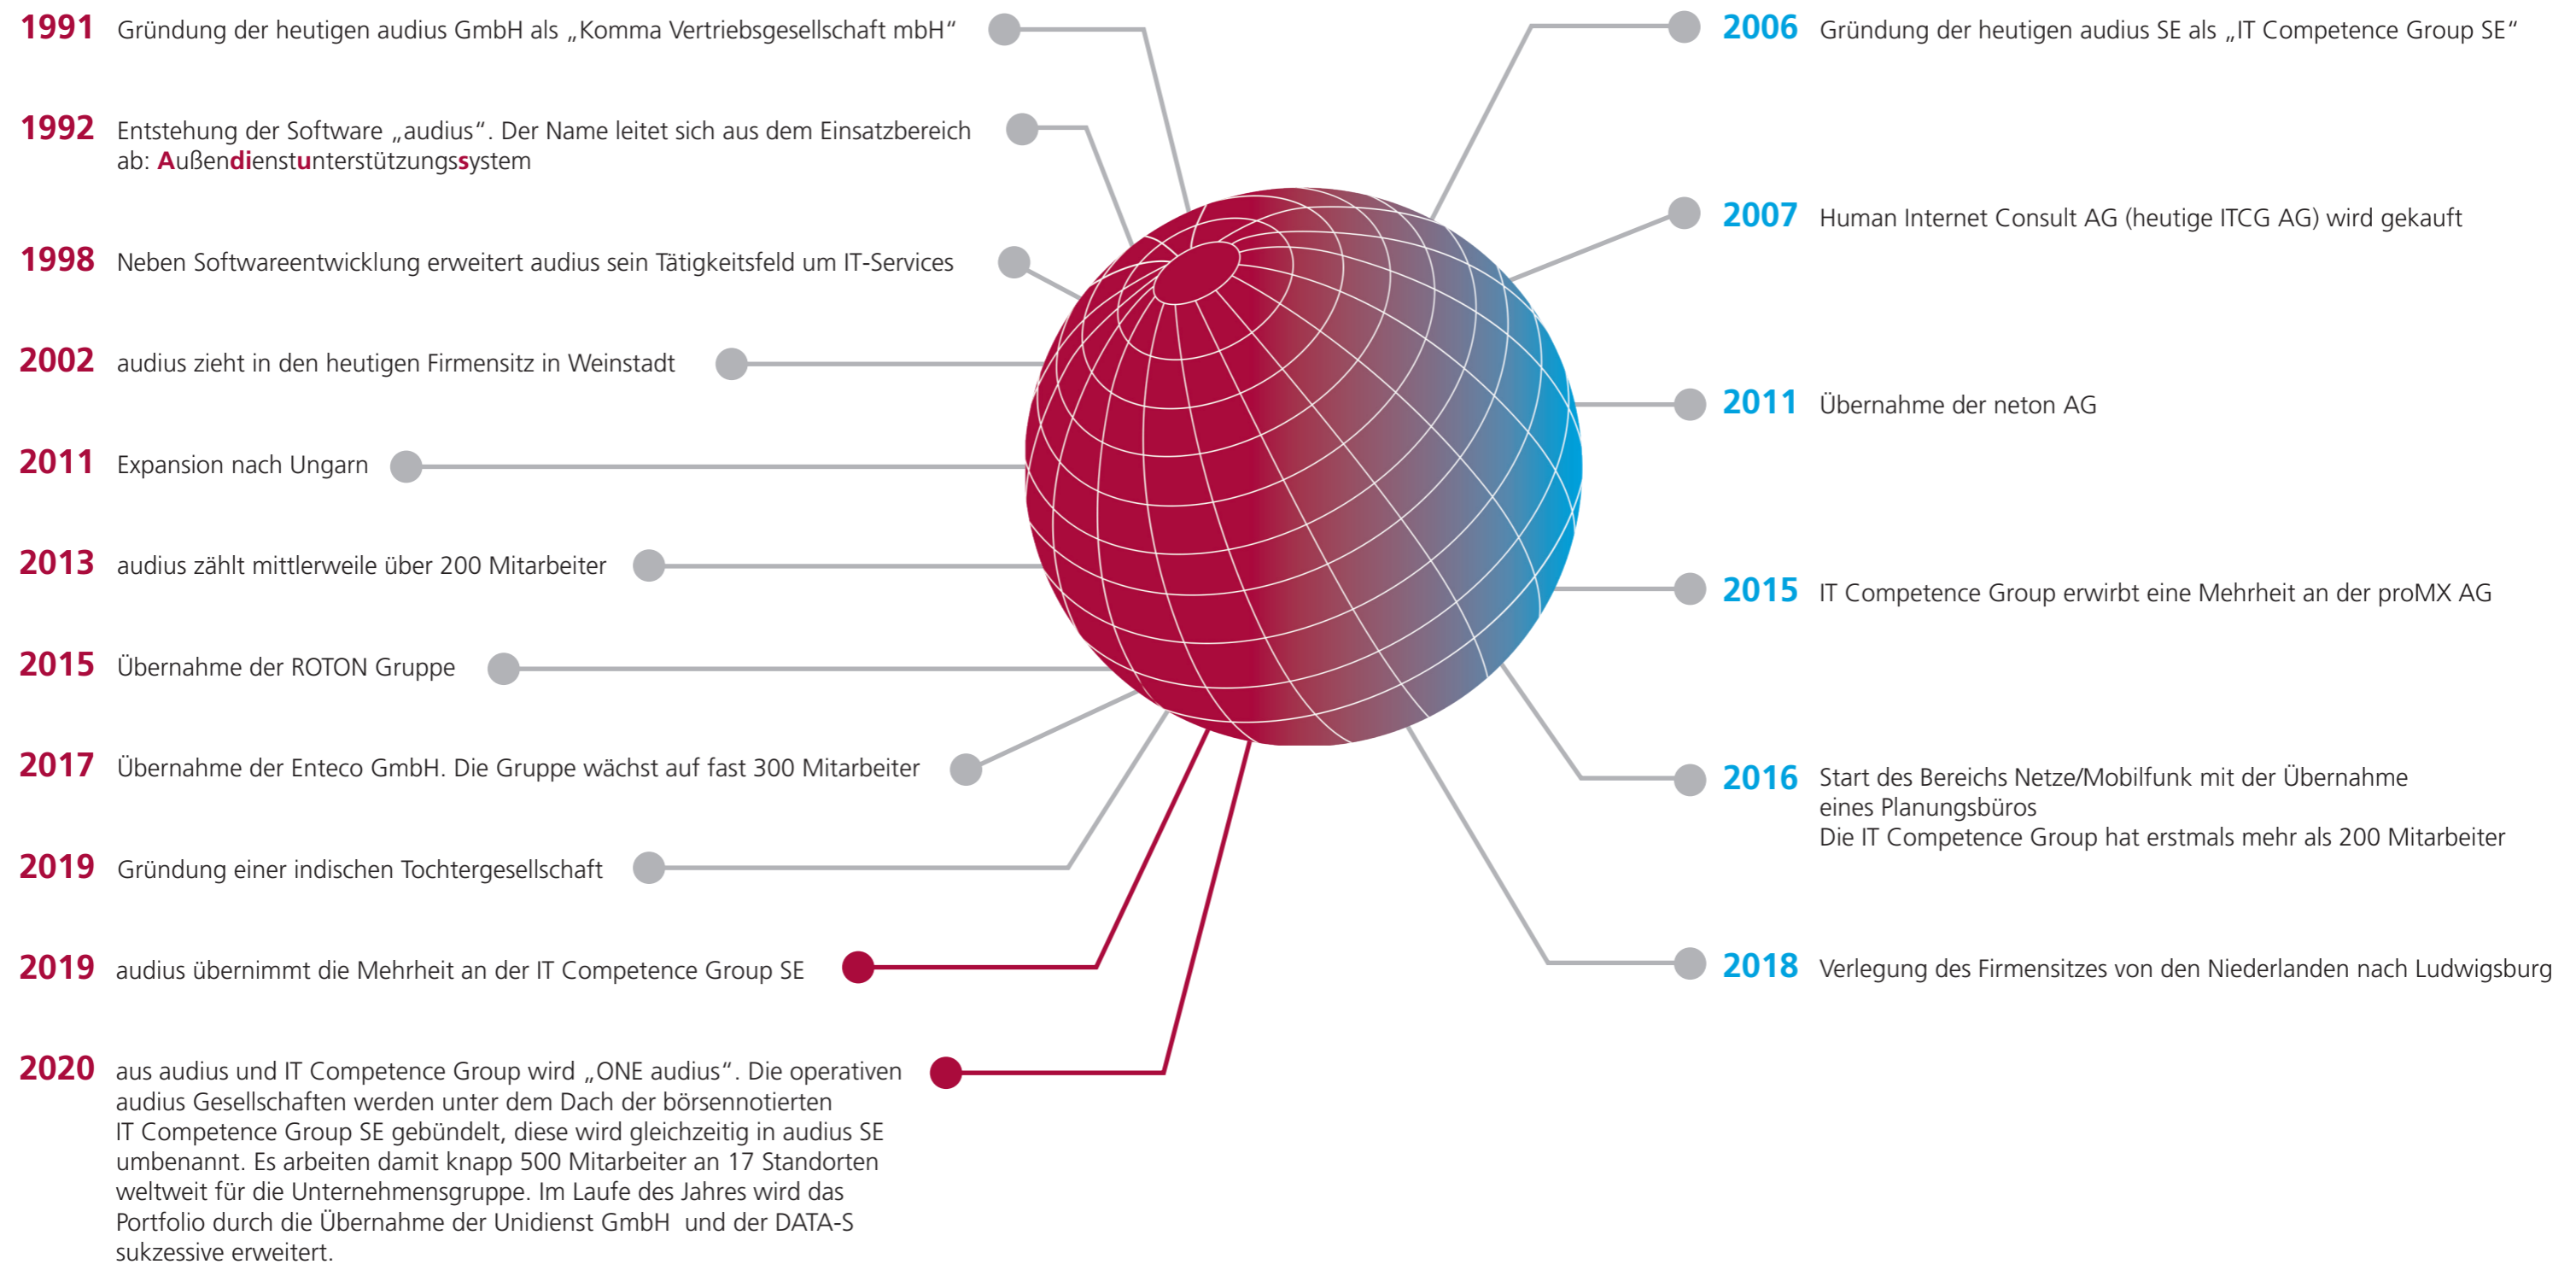 1991 Gründung der heutigen audius GmbH als „Komma Vertriebsgesellschaft mbH“
1992 Entstehung der Software „audius“. Der Name leitet sich aus dem Einsatzbereich
ab: Außendienstunterstützungssystem
1998 Neben Softwareentwicklung erweitert audius sein Tätigkeitsfeld um IT-Services
2002 audius zieht in den heutigen Firmensitz in Weinstadt
2011 Expansion nach Ungarn
2013 audius zählt mittlerweile über 200 Mitarbeiter
2015 Übernahme der ROTON Gruppe
2017 Übernahme der Enteco GmbH. Die Gruppe wächst auf fast 300 Mitarbeiter
2019 Gründung einer indischen Tochtergesellschaft
2019 audius übernimmt die Mehrheit an der IT Competence Group SE
2020 aus audius und IT Competence Group wird „ONE audius“. Die operativen
audius Gesellschaften werden unter dem Dach der börsennotierten
IT Competence Group SE gebündelt, diese wird gleichzeitig in audius SE
umbenannt. Es arbeiten damit knapp 500 Mitarbeiter an 17 Standorten
weltweit für die Unternehmensgruppe. Im Laufe des Jahres wird das
Portfolio durch die Übernahme der Unidienst GmbH und der DATA-S
sukzessive erweitert.
2006 Gründung der heutigen audius SE als „IT Competence Group SE“
2007 Human Internet Consult AG (heutige ITCG AG) wird gekauft
2011 Übernahme der neton AG
2015 IT Competence Group erwirbt eine Mehrheit an der proMX AG
2016 Start des Bereichs Netze/Mobilfunk mit der Übernahme
eines Planungsbüros
Die IT Competence Group hat erstmals mehr als 200 Mitarbeiter
2018 Verlegung des Firmensitzes von den Niederlanden nach Ludwigsburg